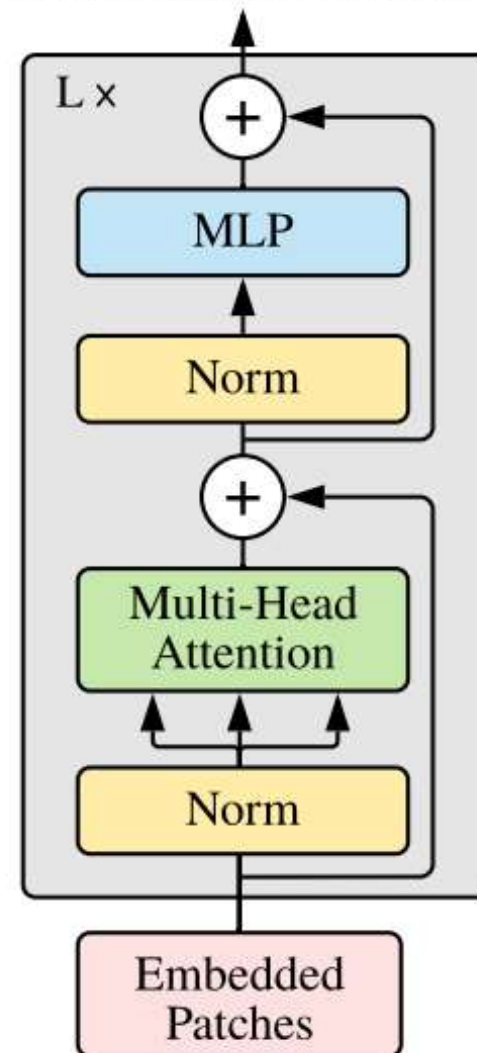 L ×
+
MLP
Norm
+
Multi-Head
Attention
Norm
Embedded
Patches